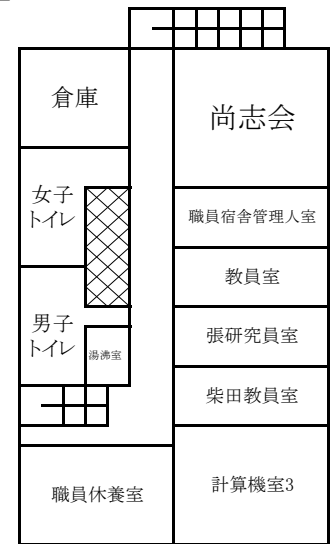 倉庫
尚志会
女子
トイレ
職員宿舎管理人室
教員室
男子
トイレ
湯沸室
張研究員室
柴田教員室
職員休養室
計算機室3